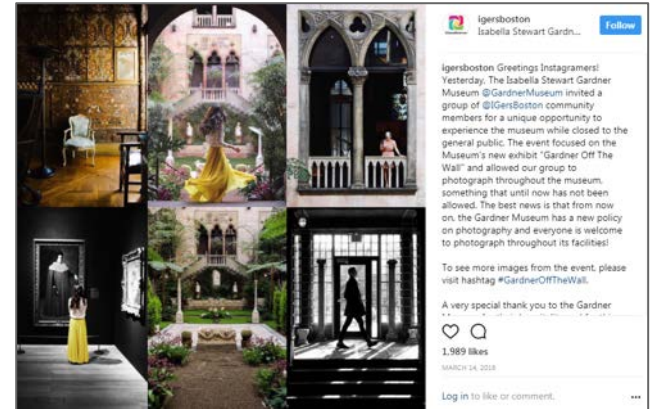 igersboston
Isabella Stewart Gardn...
Follow
igersboston Greetings Instagramers!
Yesterday, The Isabella Stewart Gardner
Museum @GardnerMuseum invited a
group of @IGersBoston community
members for a unique opportunity to
experience the museum while closed to the
general public. The event focused on the
Museum's new exhibit "Gardner Off The
Wall" and allowed our group to
photograph throughout the museum,
something that until now has not been
allowed. The best news is that from now
on, the Gardner Museum has a new policy
on photography and everyone is welcome
to photograph throughout its facilities!
To see more images from the event, please
visit hashtag #GardnerOffTheWall.
A very special thank you to the Gardner
1,989 likes
MARCH 14, 2018
Log in to like or comment.